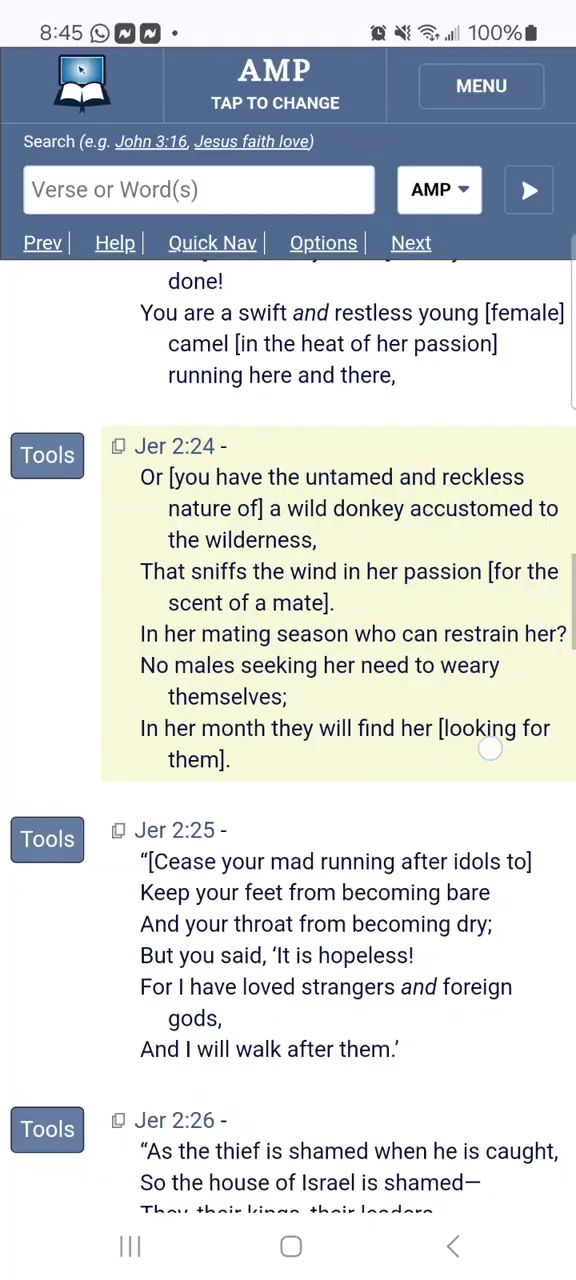 8:45 100%
AMP
TAP TO CHANGE
MENU
Search (e.g. John 3:16, Jesus faith love)
Verse or Word(s)
AMP
Prev| Help| Quick Nav| Options| Next
done!
You are a swift and restless young [female]
camel [in the heat of her passion]
running here and there,
Tools
Jer 2:24 -
Or [you have the untamed and reckless
nature of] a wild donkey accustomed to
the wilderness,
That sniffs the wind in her passion [for the
scent of a mate].
In her mating season who can restrain her?
No males seeking her need to weary
themselves;
In her month they will find her [looking for
them].
Tools
Jer 2:25 -
“[Cease your mad running after idols to]
Keep your feet from becoming bare
And your throat from becoming dry;
But you said, ‘It is hopeless!
For I have loved strangers and foreign
gods,
And I will walk after them.’
Tools
Jer 2:26 -
“As the thief is shamed when he is caught,
So the house of Israel is shamed—
They, their kings, their leaders,